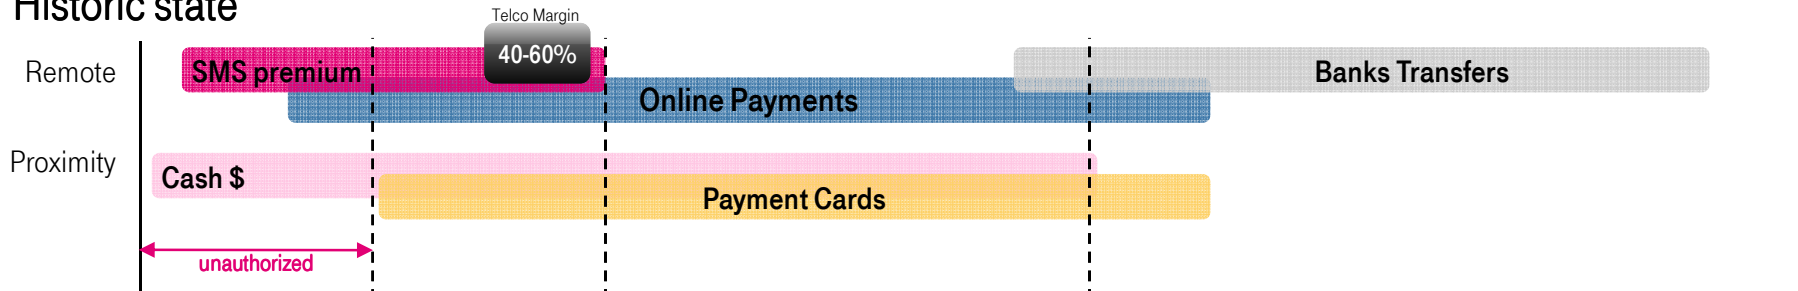 Historic state
Telco Margin
40-60%
Remote
SMS premium
Banks Transfers
Online Payments
Proximity
Cash $
Payment Cards
unauthorized